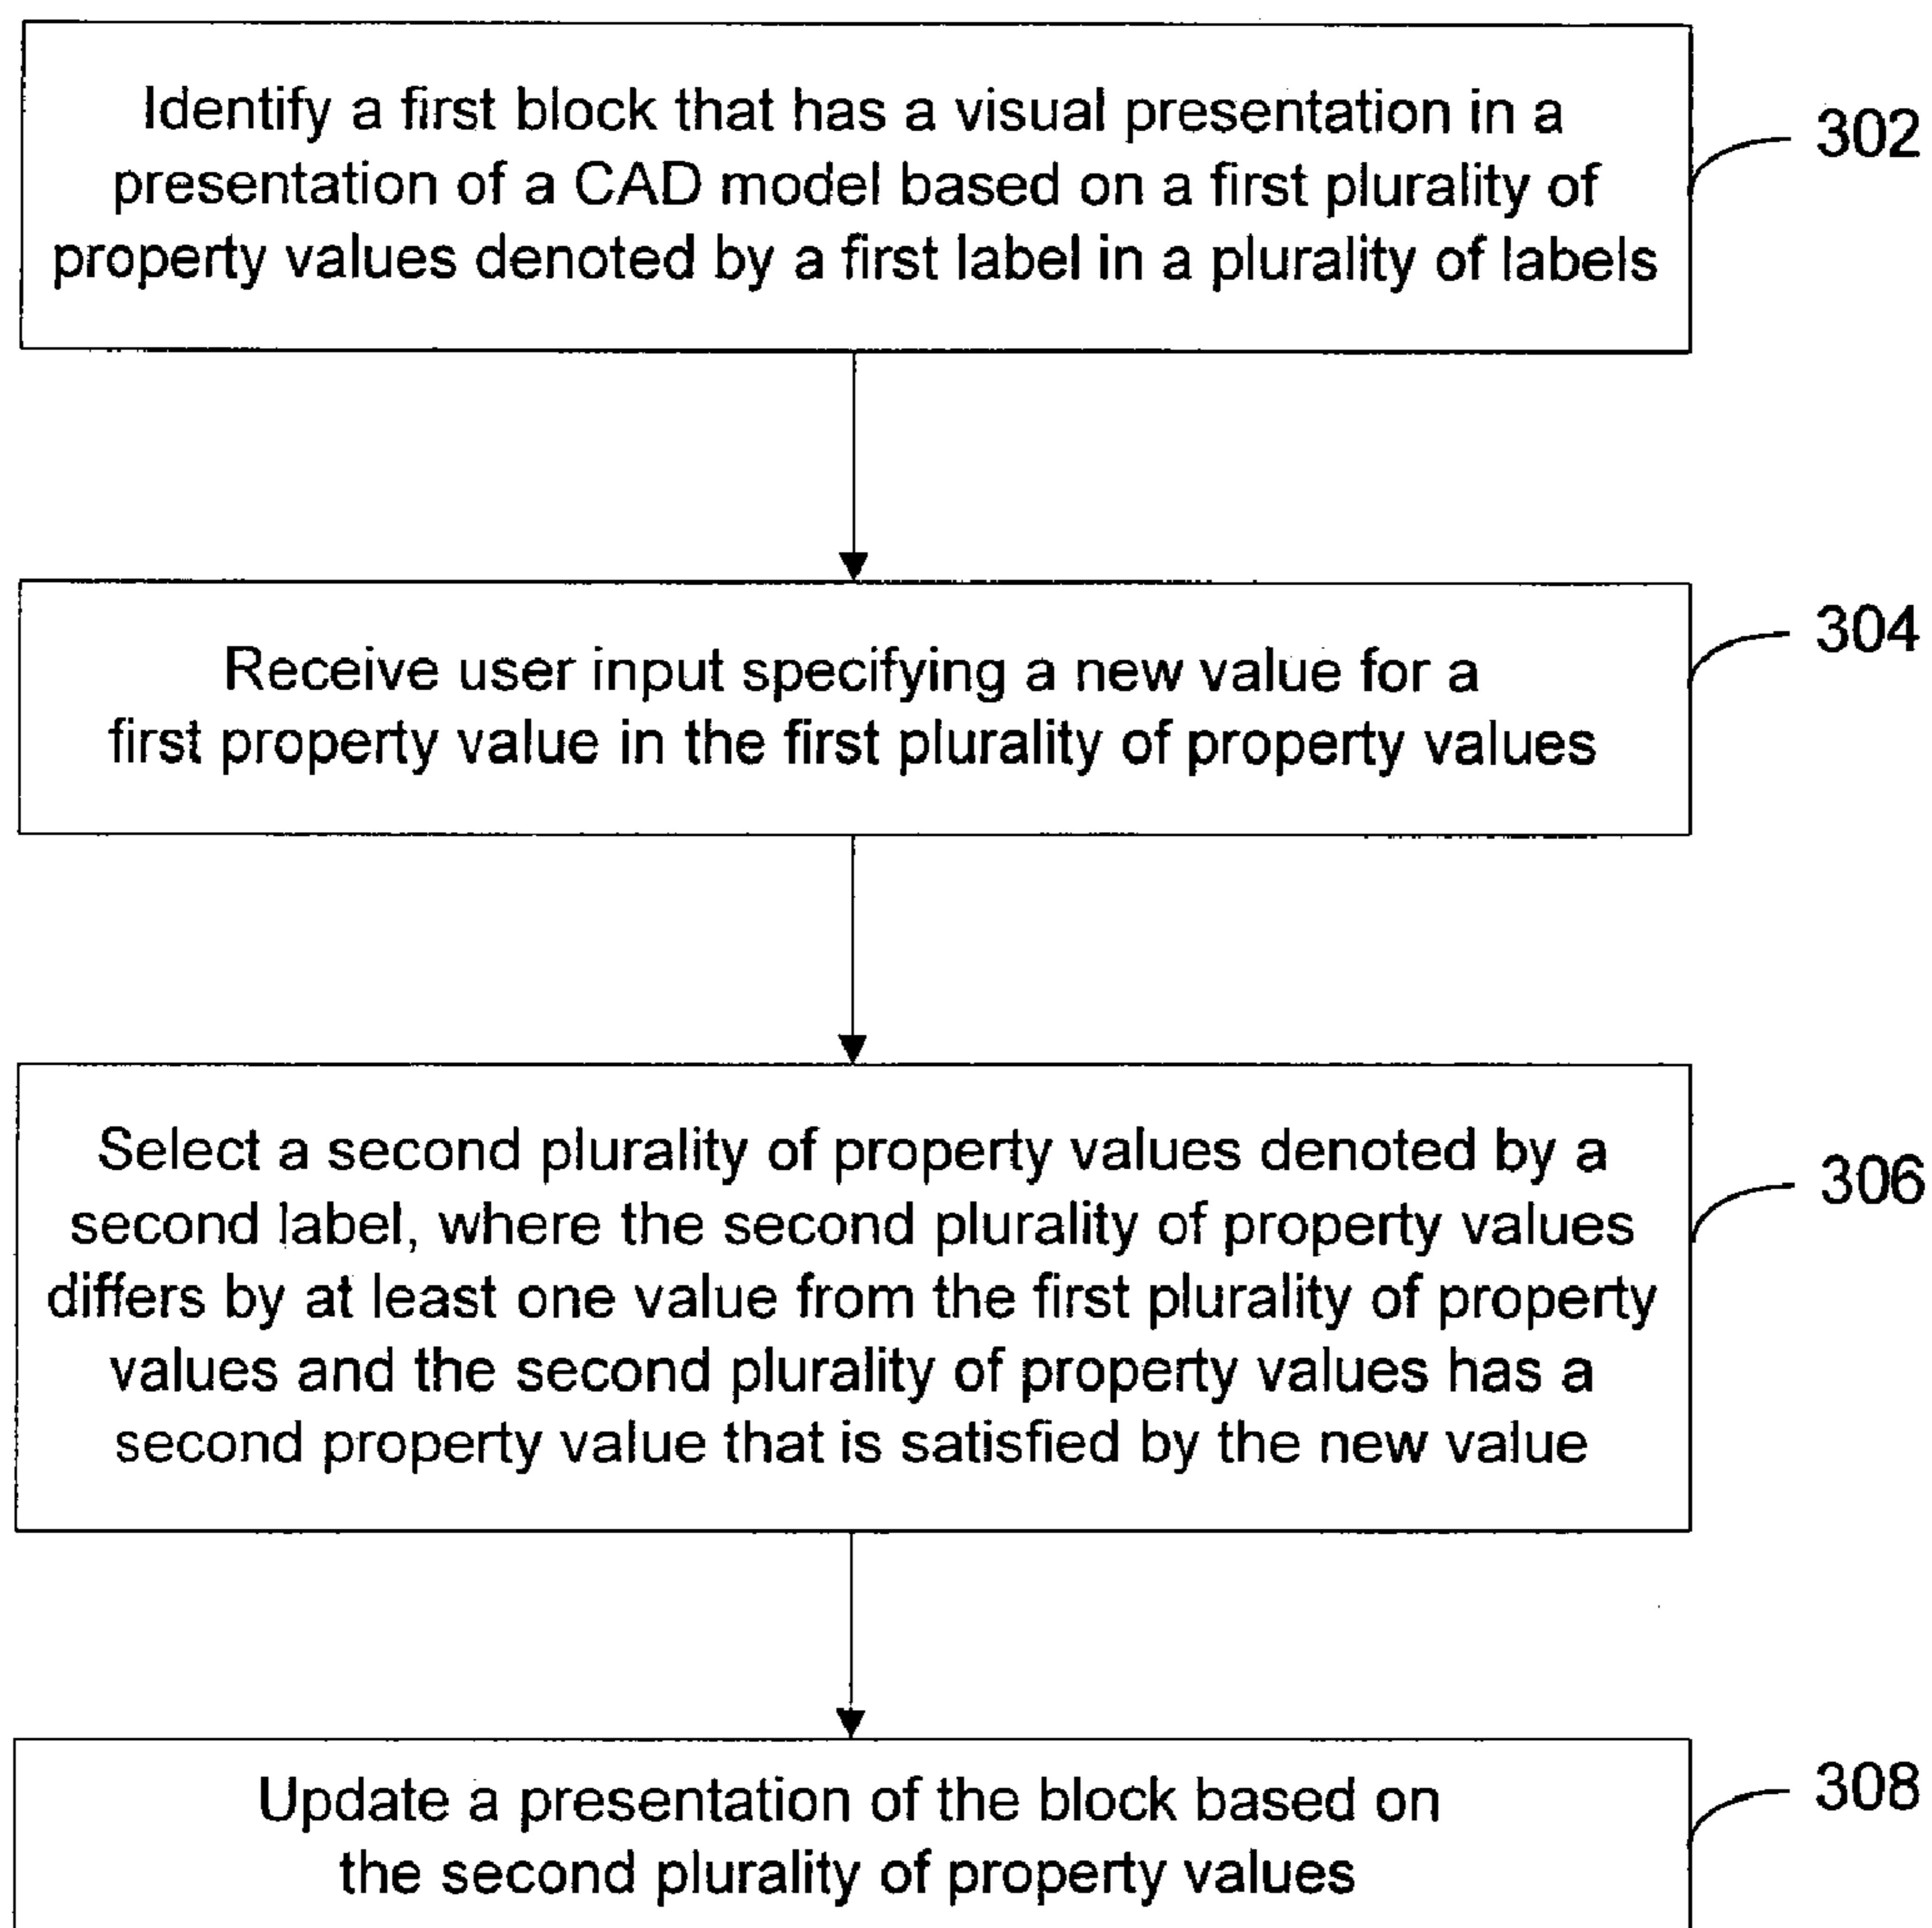 Identify a first block that has a visual presentation in a
presentation of a CAD model based on a first plurality of
property values denoted by a first label in a plurality of labels
302
Receive user input specifying a new value for a
first property value in the first plurality of property values
304
Select a second plurality of property values denoted by a
second label, where the second plurality of property values
differs by at least one value from the first plurality of property
values and the second plurality of property values has a
second property value that is satisfied by the new value
306
Update a presentation of the block based on
the second plurality of property values
308